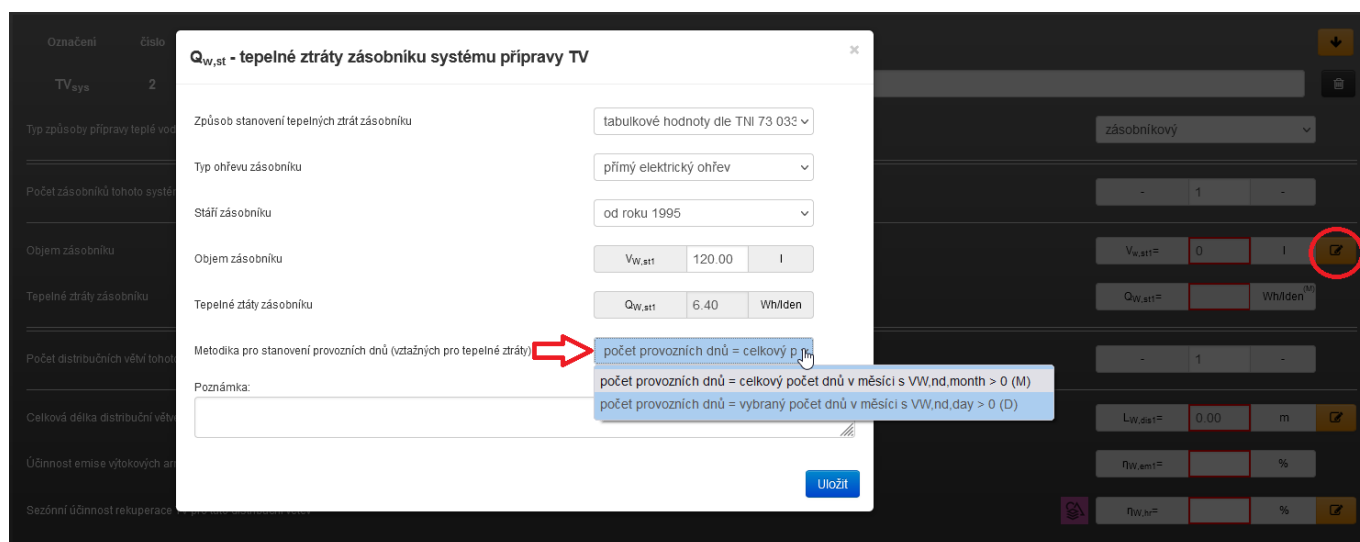 Označení číslo
TVsys 2
Typ způsoby přípravy teplé vod
zásobníkový
Počet zásobníků tohoto systém
- 1 -
Objem zásobníku
Vw,st1= 0 l
Tepelné ztráty zásobníku
QW,st1= Wh/lden (M)
Počet distribučních větví tohoto
- 1 -
Celková délka distribuční větve
LW,dis1= 0.00 m
Účinnost emise výtokových arm
ηW,em1= %
Sezónní účinnost rekuperace
ηW,hr= %
Qw,st - tepelné ztráty zásobníku systému přípravy TV ×
Způsob stanovení tepelných ztrát zásobníku
tabulkové hodnoty dle TNI 73 033
Typ ohřevu zásobníku
přímý elektrický ohřev
Stáří zásobníku
od roku 1995
Objem zásobníku
VW,st1 120.00 l
Tepelné ztáty zásobníku
QW,st1 6.40 Wh/lden
Metodika pro stanovení provozních dnů (vztažných pro tepelné ztráty)
počet provozních dnů = celkový p
počet provozních dnů = celkový počet dnů v měsíci s VW,nd,month > 0 (M)
počet provozních dnů = vybraný počet dnů v měsíci s VW,nd,day > 0 (D)
Poznámka:
Uložit